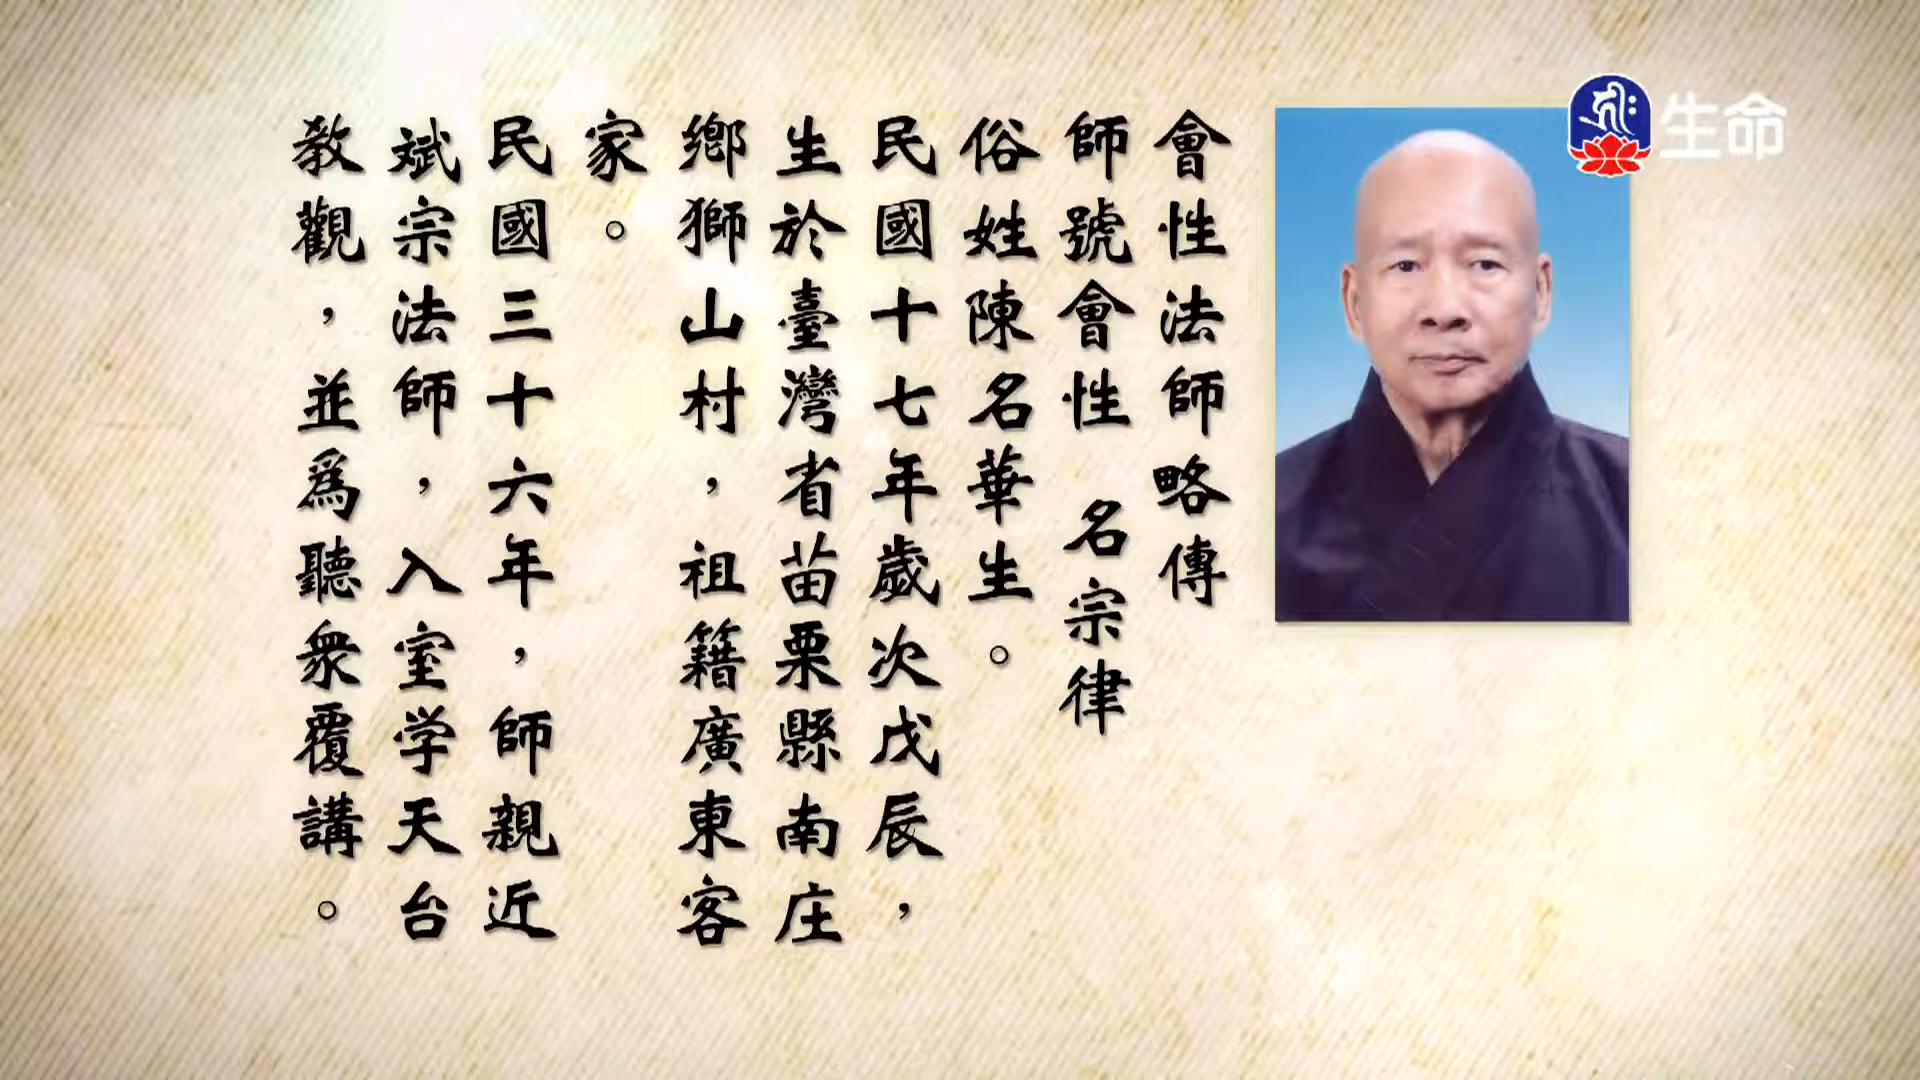 會性法師略傳
師號會性 名宗律
俗姓陳名華生。
民國十七年歲次戊辰，
生於臺灣省苗栗縣南庄
鄉獅山村，祖籍廣東客
家。
民國三十六年，師親近
斌宗法師，入室学天台
教觀，並為聽衆覆講。
生命